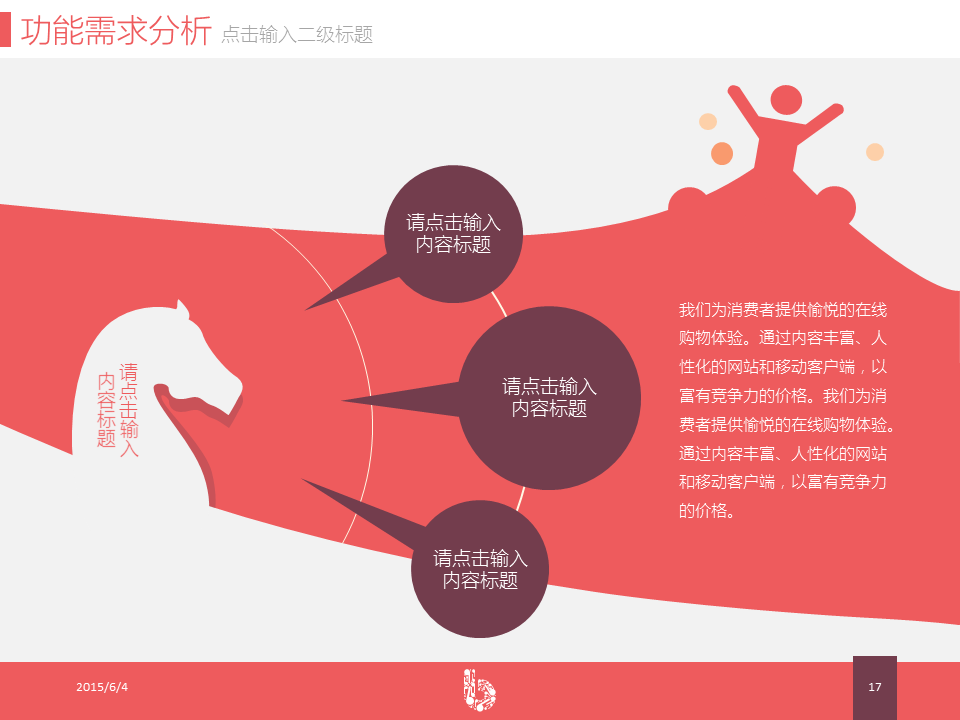 功能需求分析 点击输入二级标题
请点击输入
内容标题
请点击输入
内容标题
请点击输入
内容标题
请点击输入
内容标题
我们为消费者提供愉悦的在线
购物体验。通过内容丰富、人
性化的网站和移动客户端，以
富有竞争力的价格。我们为消
费者提供愉悦的在线购物体验。
通过内容丰富、人性化的网站
和移动客户端，以富有竞争力
的价格。
2015/6/4
b
17